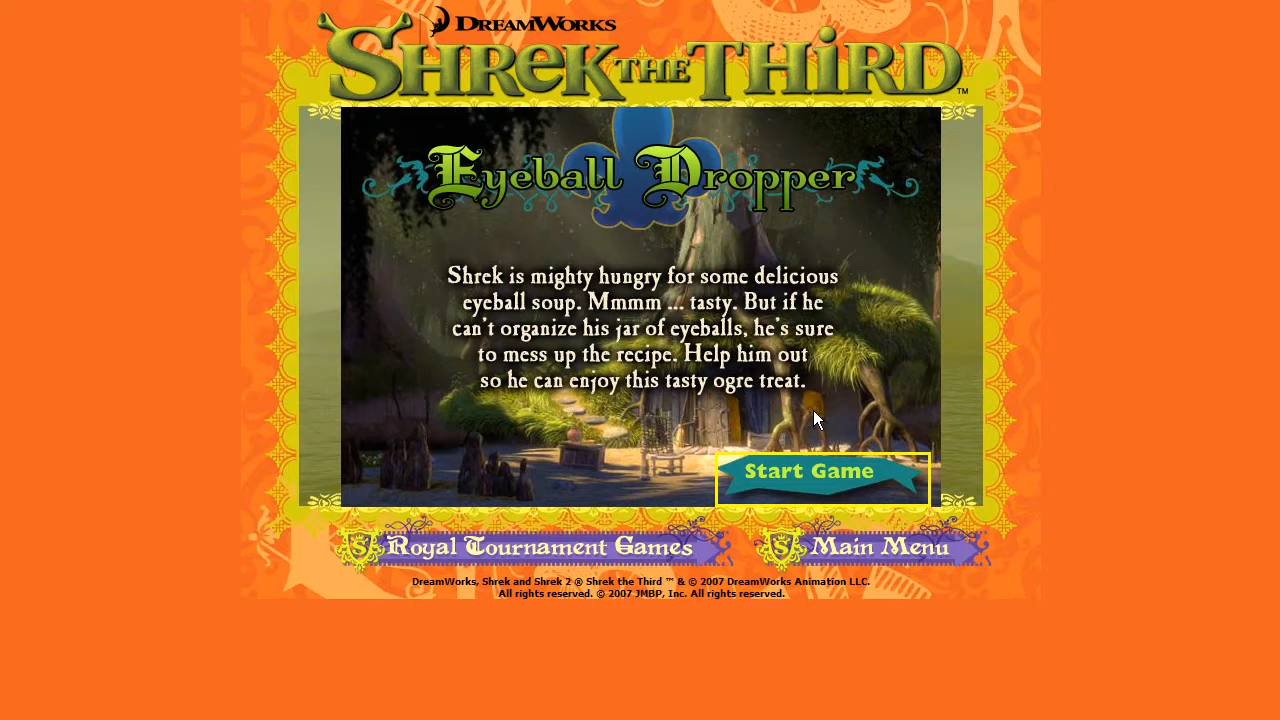 DREAMWORKS
SHREK THE THIRD™
Eyeball Dropper
Shrek is mighty hungry for some delicious
eyeball soup. Mmmm ... tasty. But if he
can't organize his jar of eyeballs, he's sure
to mess up the recipe. Help him out
so he can enjoy this tasty ogre treat.
Start Game
S Royal Tournament Games
S Main Menu
DreamWorks, Shrek and Shrek 2 ® Shrek the Third ™ & © 2007 DreamWorks Animation LLC.
All rights reserved. © 2007 JMBP, Inc. All rights reserved.